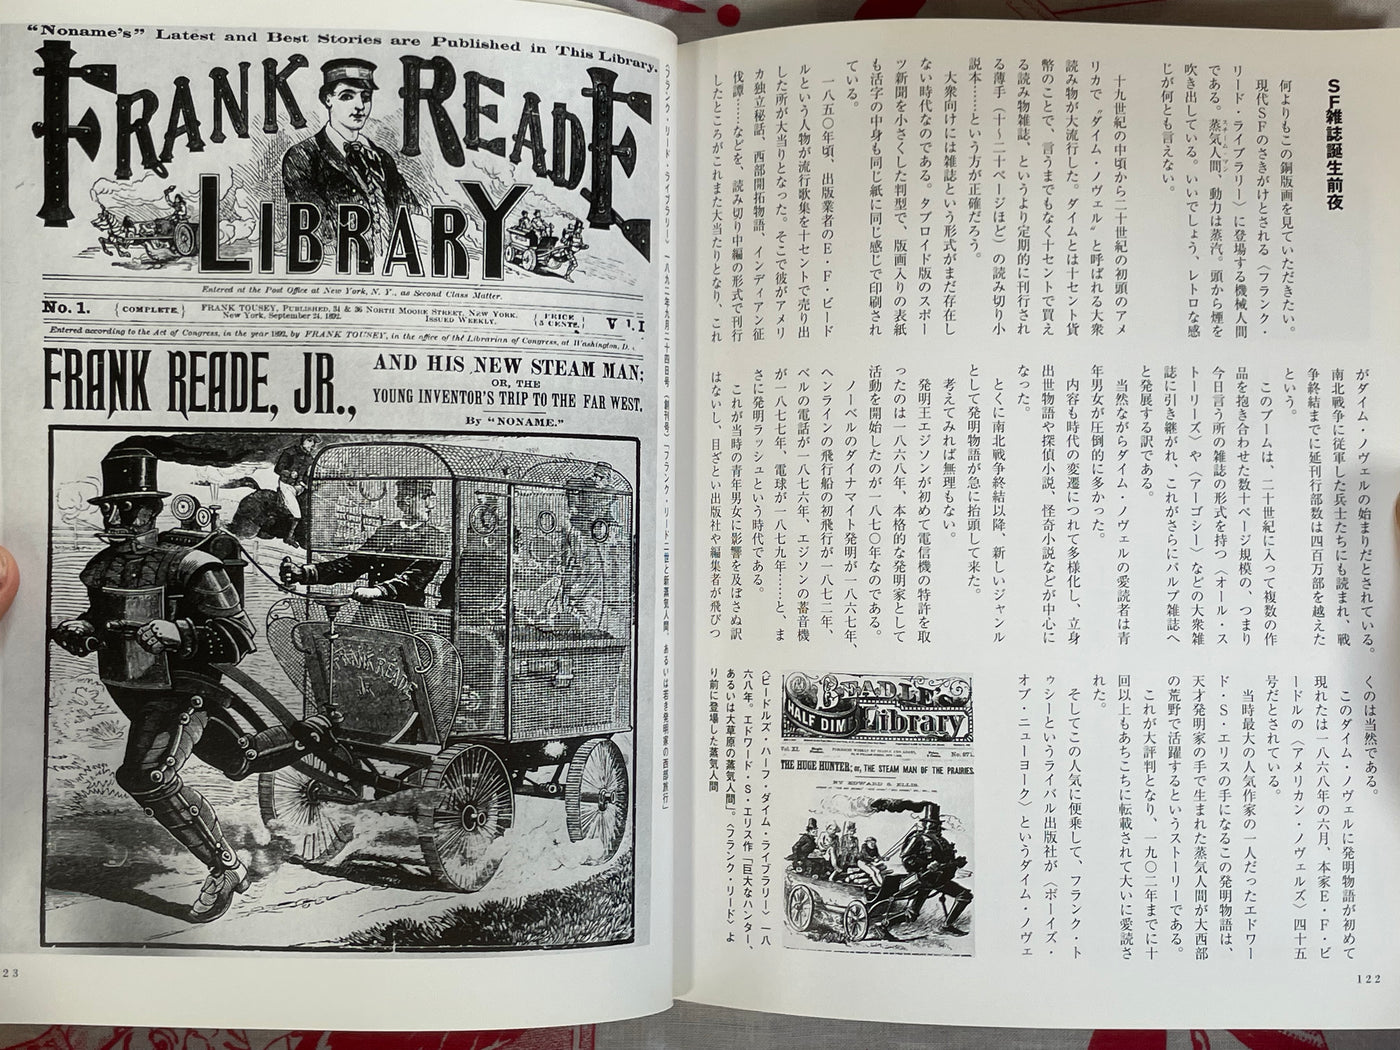 SF雑誌誕生前夜
何よりもこの銅版画を見ていただきたい。
現代SFのさきがけとされる〈フランク・
リード・ライブラリー〉に登場する機械人間
である。蒸気人間、動力は蒸汽。頭から煙を
吹き出している。いいでしょう、レトロな感
じが何とも言えない。
十九世紀の中頃から二十世紀の初頭のアメ
リカで〝ダイム・ノヴェル〟と呼ばれる大衆
読み物が大流行した。ダイムとは十セント貨
幣のことで、言うまでもなく十セントで買え
る読み物雑誌、というより定期的に刊行され
る薄手（十〜二十ページほど）の読み切り小
説本………という方が正確だろう。
大衆向けには雑誌という形式がまだ存在し
ない時代なのである。タブロイド版のスポー
ツ新聞を小さくした判型で、版画入りの表紙
も活字の中身も同じ紙に同じ感じで印刷され
ている。
一八五〇年頃、出版業者のE・F・ビード
ルという人物が流行歌集を十セントで売り出
した所が大当りとなった。そこで彼がアメリ
カ独立秘話、西部開拓物語、インディアン征
伐譚……などを、読み切り中編の形式で刊行
したところがこれまた大当たりとなり、これ
がダイム・ノヴェルの始まりだとされている。
南北戦争に従軍した兵士たちにも読まれ、戦
争終結までに延刊行部数は四百万部を越えた
という。
このブームは、二十世紀に入って複数の作
品を抱き合わせた数十ページ規模の、つまり
今日言う所の雑誌の形式を持つ〈オール・ス
トーリーズ〉や〈アーゴシー〉などの大衆雑
誌に引き継がれ、これがさらにパルプ雑誌へ
と発展する訳である。
当然ながらダイム・ノヴェルの愛読者は青
年男女が圧倒的に多かった。
内容も時代の変遷につれて多様化し、立身
出世物語や探偵小説、怪奇小説などが中心に
なった。
とくに南北戦争終結以降、新しいジャンル
として発明物語が急に抬頭して来た。
考えてみれば無理もない。
発明王エジソンが初めて電信機の特許を取
ったのは一八六八年、本格的な発明家として
活動を開始したのが一八七〇年なのである。
ノーベルのダイナマイト発明が一八六七年、
ヘンラインの飛行船の初飛行が一八七二年、
ベルの電話が一八七六年、エジソンの蓄音機
が一八七七年、電球が一八七九年……と、ま
さに発明ラッシュという時代である。
これが当時の青年男女に影響を及ぼさぬ訳
はないし、目ざとい出版社や編集者が飛びつ
くのは当然である。
このダイム・ノヴェルに発明物語が初めて
現れたは一八六八年の六月、本家E・F・ビ
ードルの〈アメリカン・ノヴェルズ〉四十五
号だとされている。
当時最大の人気作家の一人だったエドワー
ド・S・エリスの手になるこの発明物語は、
天才発明家の手で生まれた蒸気人間が大西部
の荒野で活躍するというストーリーである。
これが大評判となり、一九〇二年までに十
回以上もあちこちに転載されて大いに愛読さ
れた。
そしてこの人気に便乗して、フランク・ト
ゥシーというライバル出版社が〈ボーイズ・
オブ・ニューヨーク〉というダイム・ノヴェ
BEADLE'S
HALF DIME
Library
THE HUGE HUNTER; or, THE STEAM MAN OF THE PRAIRIES.
BY EDWARD S. ELLIS.
〈ビードルズ・ハーフ・ダイム・ライブラリー〉一八
六八年。エドワード・S・エリス作「巨大なハンター、
あるいは大草原の蒸気人間」。〈フランク・リード〉よ
り前に登場した蒸気人間
122
〈フランク・リード・ライブラリー〉一八九二年九月二十四日号（創刊号）「フランク・リード二世と新蒸気人間、あるいは若き発明家の西部旅行」
"Noname's" Latest and Best Stories are Published in This Library.
FRANK READE
LIBRARY
Entered at the Post Office at New York, N. Y., as Second Class Matter.
No. 1.
{COMPLETE.}
FRANK TOUSEY, PUBLISHER, 34 & 36 NORTH MOORE STREET, NEW YORK.
New York, September 24, 1892. ISSUED WEEKLY.
{PRICE 5 CENTS.}
Entered according to the Act of Congress, in the year 1892, by FRANK TOUSEY, in the office of the Librarian of Congress, at Washington, D.
FRANK READE, JR.,
AND HIS NEW STEAM MAN;
OR, THE
YOUNG INVENTOR'S TRIP TO THE FAR WEST.
By "NONAME."
FRANK READE
JR
23